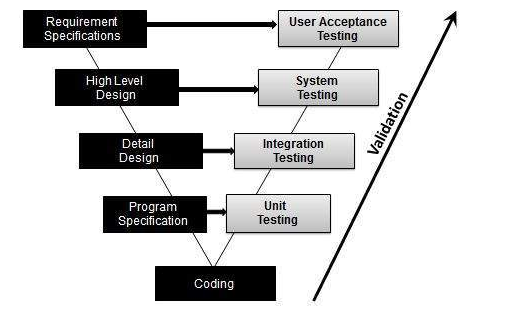 Requirement
Specifications
User Acceptance
Testing
High Level
Design
System
Testing
Detail
Design
Integration
Testing
Program
Specification
Unit
Testing
Coding
Validation